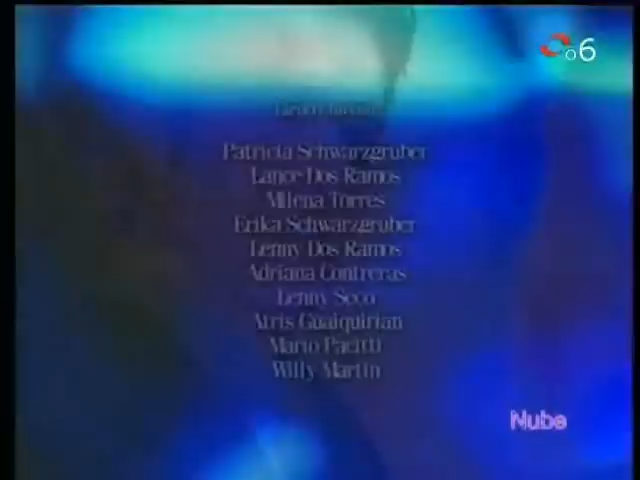 o6
Patricia Schwarzgruber
Lance Dos Ramos
Milena Torres
Erika Schwarzgruber
Lenny Dos Ramos
Adriana Contreras
Lenny Seco
Atris Guaiquirian
Mario Pacitti
Willy Martin
Nube